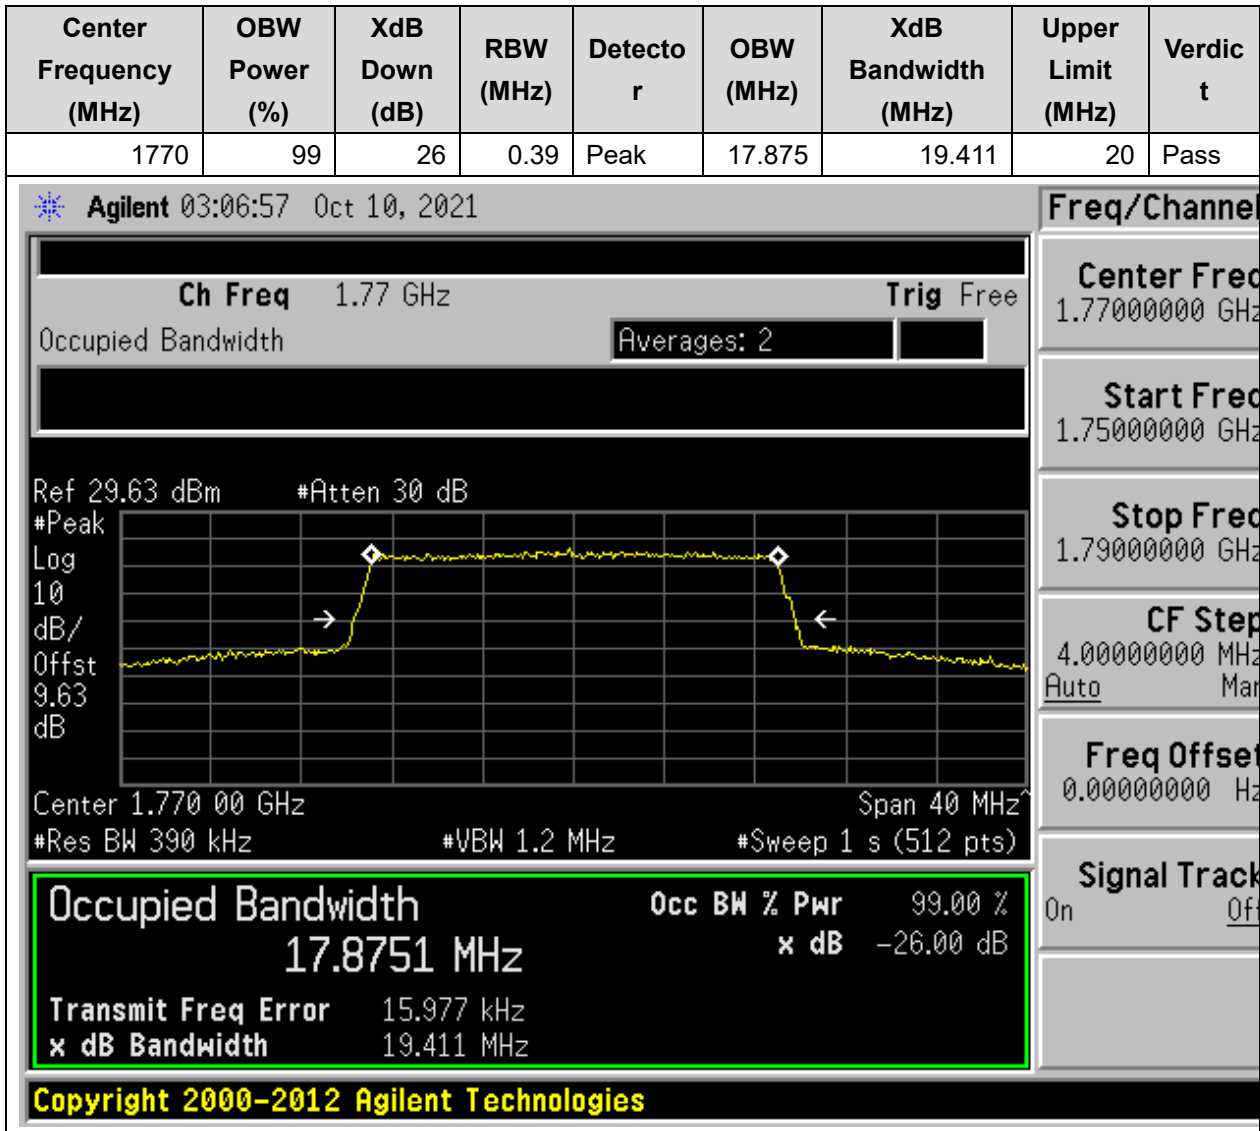 Center Frequency (MHz) OBW Power (%) XdB Down (dB) RBW (MHz) Detecto r OBW (MHz) XdB Bandwidth (MHz) Upper Limit (MHz) Verdic t
1770 99 26 0.39 Peak 17.875 19.411 20 Pass
Agilent 03:06:57 Oct 10, 2021
Freq/Channel
Ch Freq 1.77 GHz Trig Free
Occupied Bandwidth Averages: 2
Center Freq
1.77000000 GHz
Start Freq
1.75000000 GHz
Stop Freq
1.79000000 GHz
CF Step
4.00000000 MHz
Auto Man
Freq Offset
0.00000000 Hz
Signal Track
On Off
Ref 29.63 dBm #Atten 30 dB
#Peak
Log
10
dB/
Offst
9.63
dB
Center 1.770 00 GHz Span 40 MHz^
#Res BW 390 kHz #VBW 1.2 MHz #Sweep 1 s (512 pts)
Occupied Bandwidth Occ BW % Pwr 99.00 %
17.8751 MHz x dB -26.00 dB
Transmit Freq Error 15.977 kHz
x dB Bandwidth 19.411 MHz
Copyright 2000-2012 Agilent Technologies